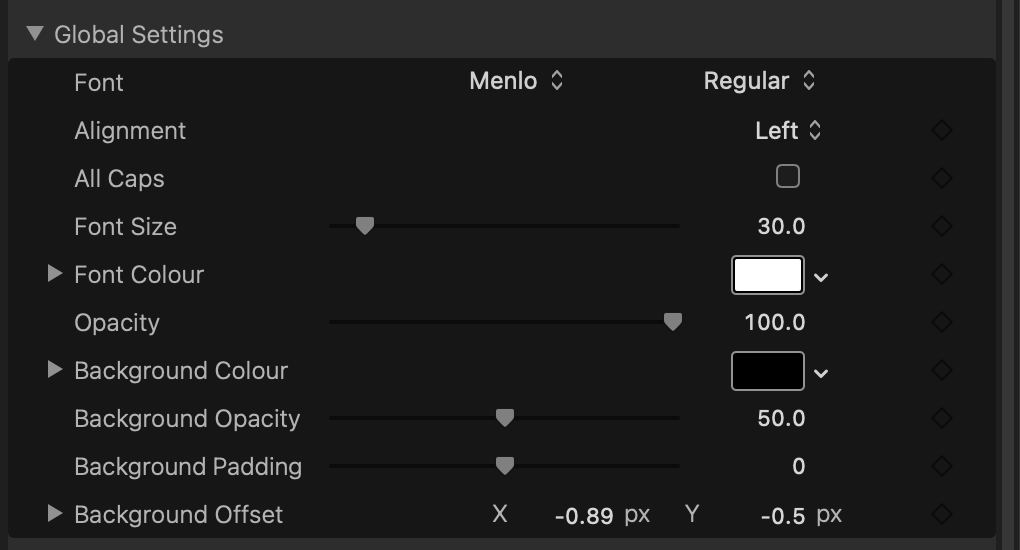 Global Settings
Font Menlo Regular
Alignment Left
All Caps
Font Size 30.0
Font Colour
Opacity 100.0
Background Colour
Background Opacity 50.0
Background Padding 0
Background Offset X -0.89 px Y -0.5 px